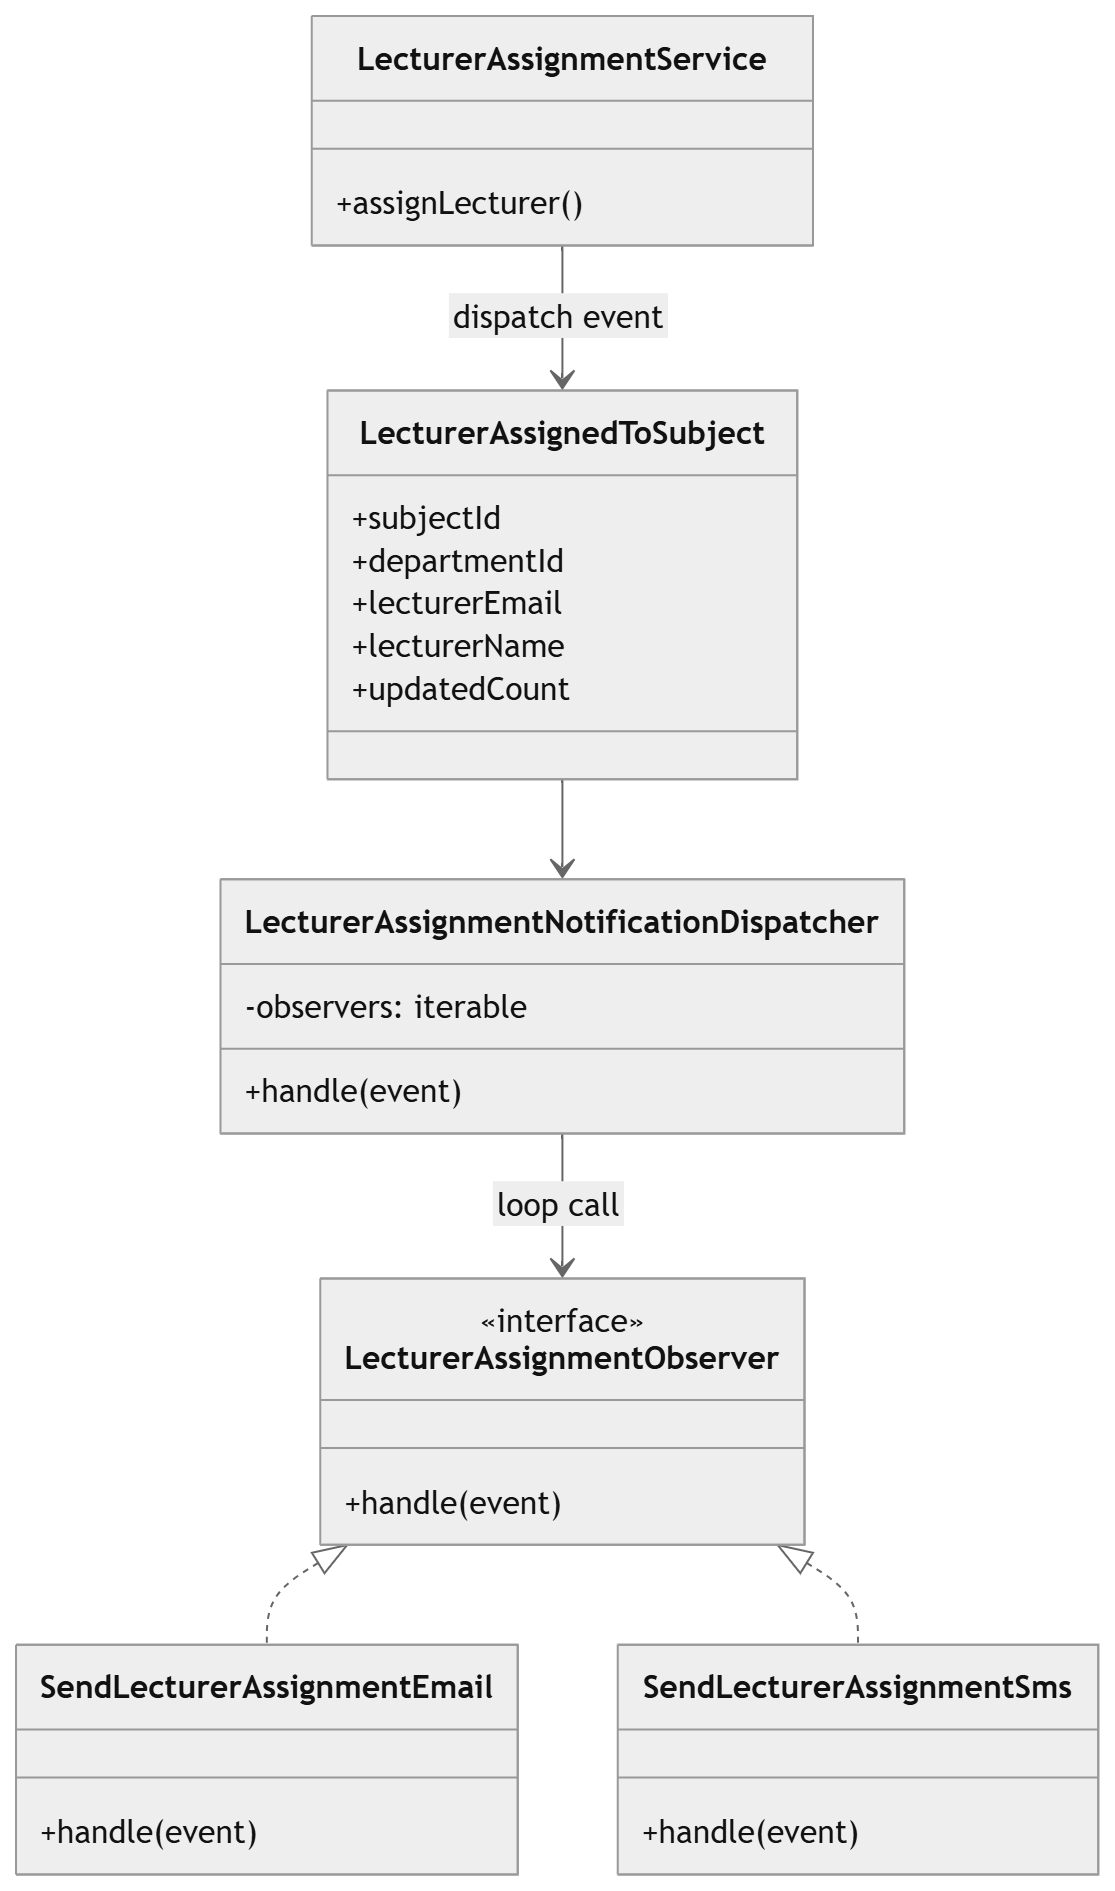 LecturerAssignmentService
+assignLecturer()
dispatch event
LecturerAssignedToSubject
+subjectId
+departmentId
+lecturerEmail
+lecturerName
+updatedCount
LecturerAssignmentNotificationDispatcher
-observers: iterable
+handle(event)
loop call
«interface»
LecturerAssignmentObserver
+handle(event)
SendLecturerAssignmentEmail
+handle(event)
SendLecturerAssignmentSms
+handle(event)